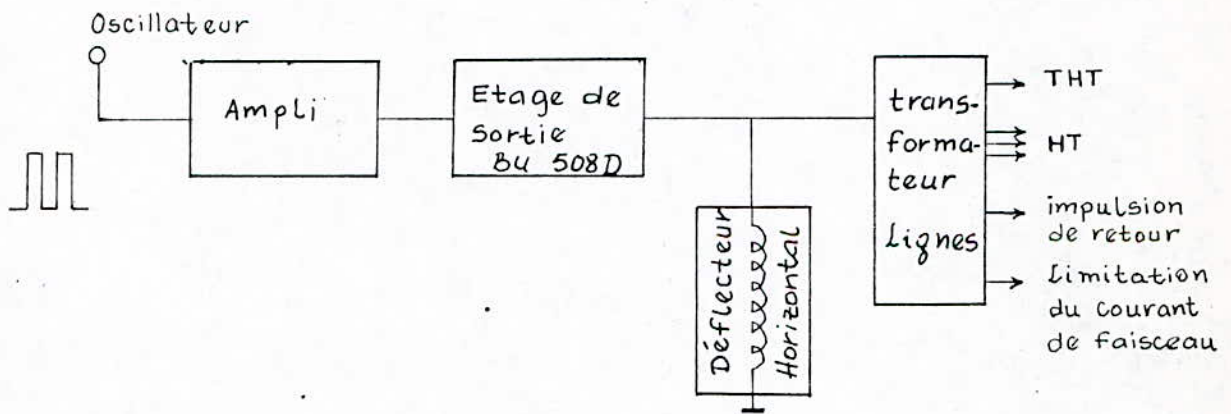 Oscillateur
Ampli
Etage de
Sortie
BU 508D
trans-
forma-
teur
Lignes
THT
HT
impulsion
de retour
Limitation
du courant
de faisceau
Déflecteur
Horizontal